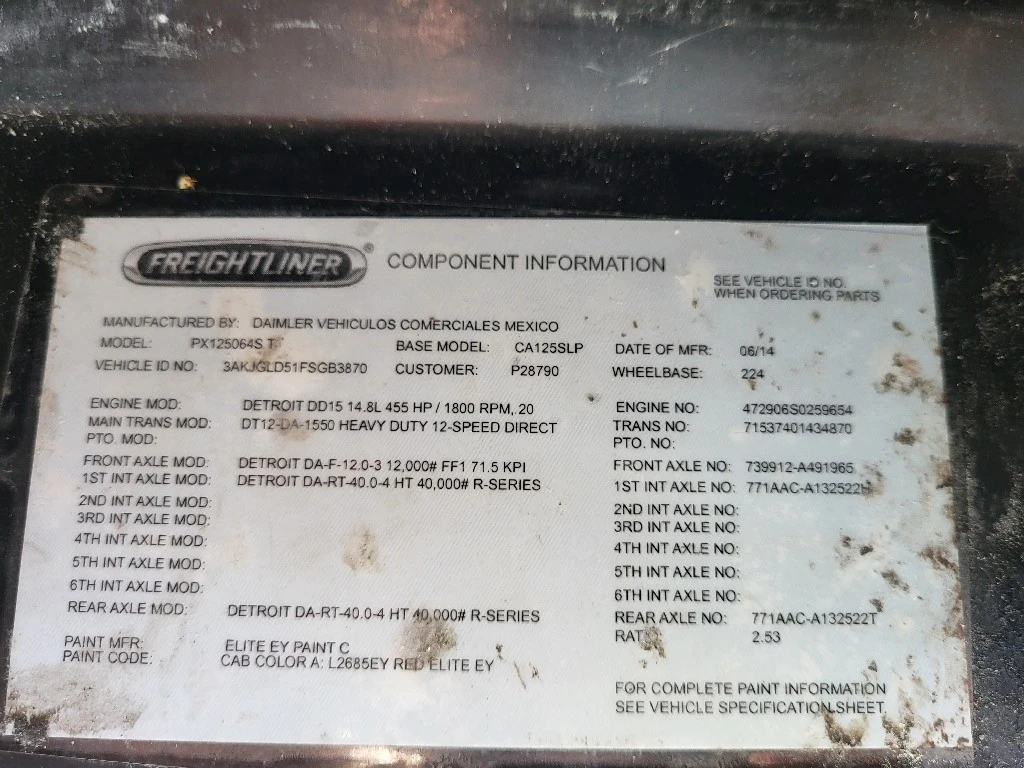 FREIGHTLINER ® COMPONENT INFORMATION
SEE VEHICLE ID NO.
WHEN ORDERING PARTS
MANUFACTURED BY: DAIMLER VEHICULOS COMERCIALES MEXICO
MODEL: PX125064S T BASE MODEL: CA125SLP DATE OF MFR: 06/14
VEHICLE ID NO: 3AKJGLD51FSGB3870 CUSTOMER: P28790 WHEELBASE: 224
ENGINE MOD: DETROIT DD15 14.8L 455 HP / 1800 RPM, 20 ENGINE NO: 472906S0259654
MAIN TRANS MOD: DT12-DA-1550 HEAVY DUTY 12-SPEED DIRECT TRANS NO: 71537401434870
PTO. MOD: PTO. NO:
FRONT AXLE MOD: DETROIT DA-F-12.0-3 12,000# FF1 71.5 KPI FRONT AXLE NO: 739912-A491965
1ST INT AXLE MOD: DETROIT DA-RT-40.0-4 HT 40,000# R-SERIES 1ST INT AXLE NO: 771AAC-A132522H
2ND INT AXLE MOD: 2ND INT AXLE NO:
3RD INT AXLE MOD: 3RD INT AXLE NO:
4TH INT AXLE MOD: 4TH INT AXLE NO:
5TH INT AXLE MOD: 5TH INT AXLE NO:
6TH INT AXLE MOD: 6TH INT AXLE NO:
REAR AXLE MOD: DETROIT DA-RT-40.0-4 HT 40,000# R-SERIES REAR AXLE NO: 771AAC-A132522T
RAT 2.53
PAINT MFR: ELITE EY PAINT C
PAINT CODE: CAB COLOR A: L2685EY RED ELITE EY
FOR COMPLETE PAINT INFORMATION
SEE VEHICLE SPECIFICATION SHEET.